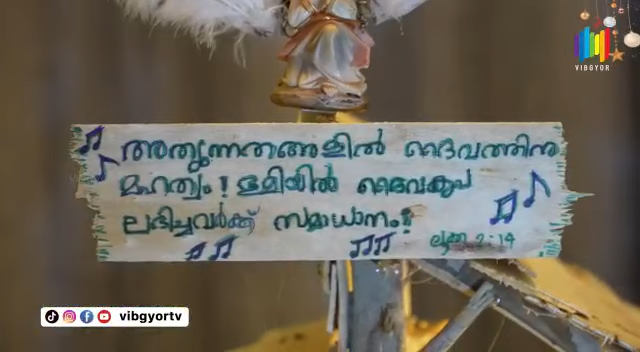 VIBGYOR
അത്യുന്നതങ്ങളിൽ ദൈവത്തിനു
മഹത്വം! ഭൂമിയിൽ ദൈവകൃപ
ലഭിച്ചവർക്ക് സമാധാനം!
ലൂക്ക 2:14
vibgyortv